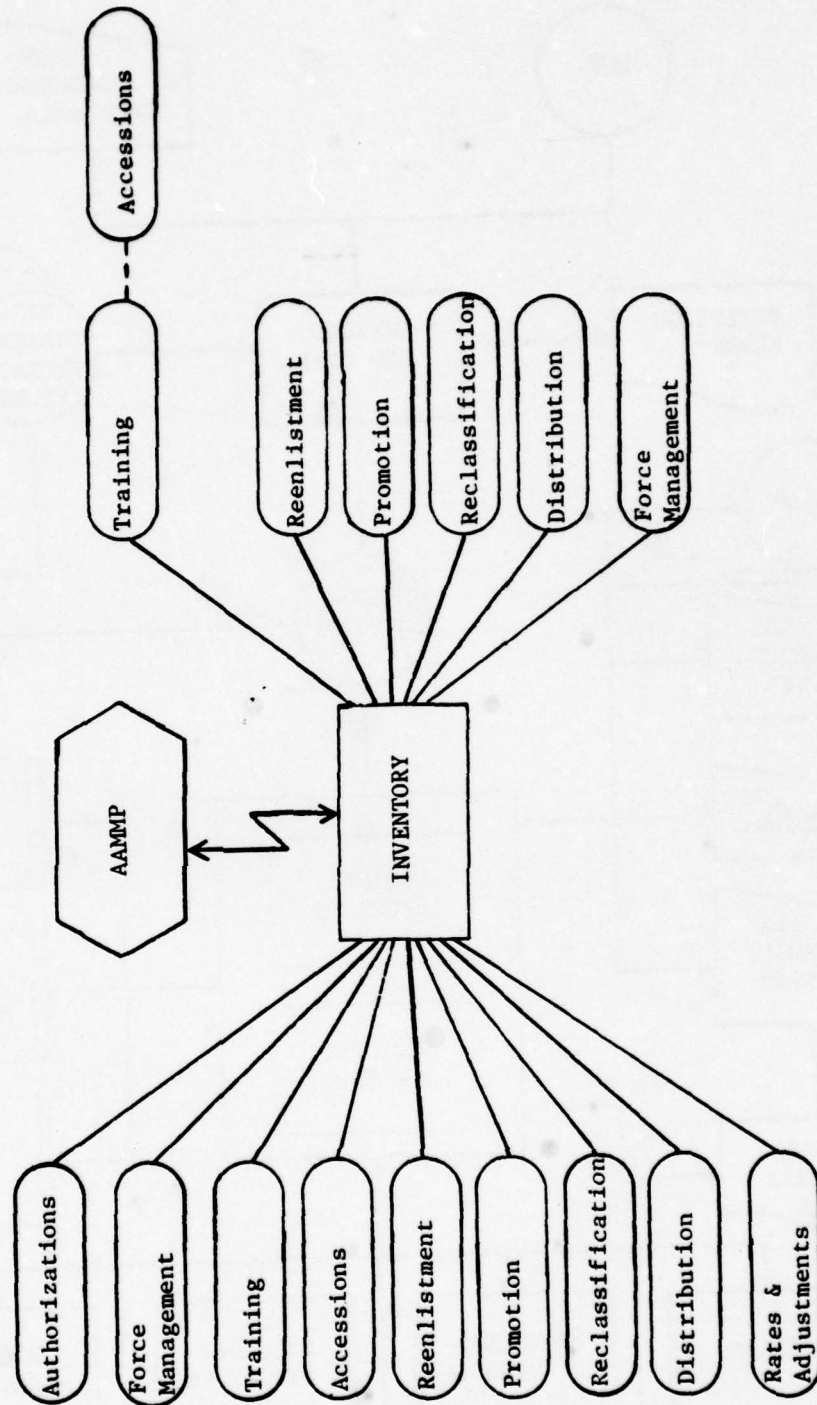 AAMMP
INVENTORY
Authorizations
Force
Management
Training
Accessions
Reenlistment
Promotion
Reclassification
Distribution
Rates &
Adjustments
Training
Accessions
Reenlistment
Promotion
Reclassification
Distribution
Force
Management